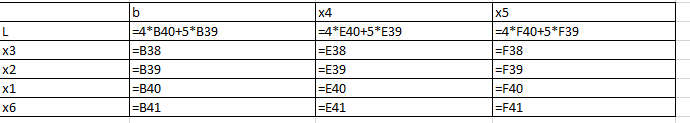 b x4 x5
L =4*B40+5*B39 =4*E40+5*E39 =4*F40+5*F39
x3 =B38 =E38 =F38
x2 =B39 =E39 =F39
x1 =B40 =E40 =F40
x6 =B41 =E41 =F41